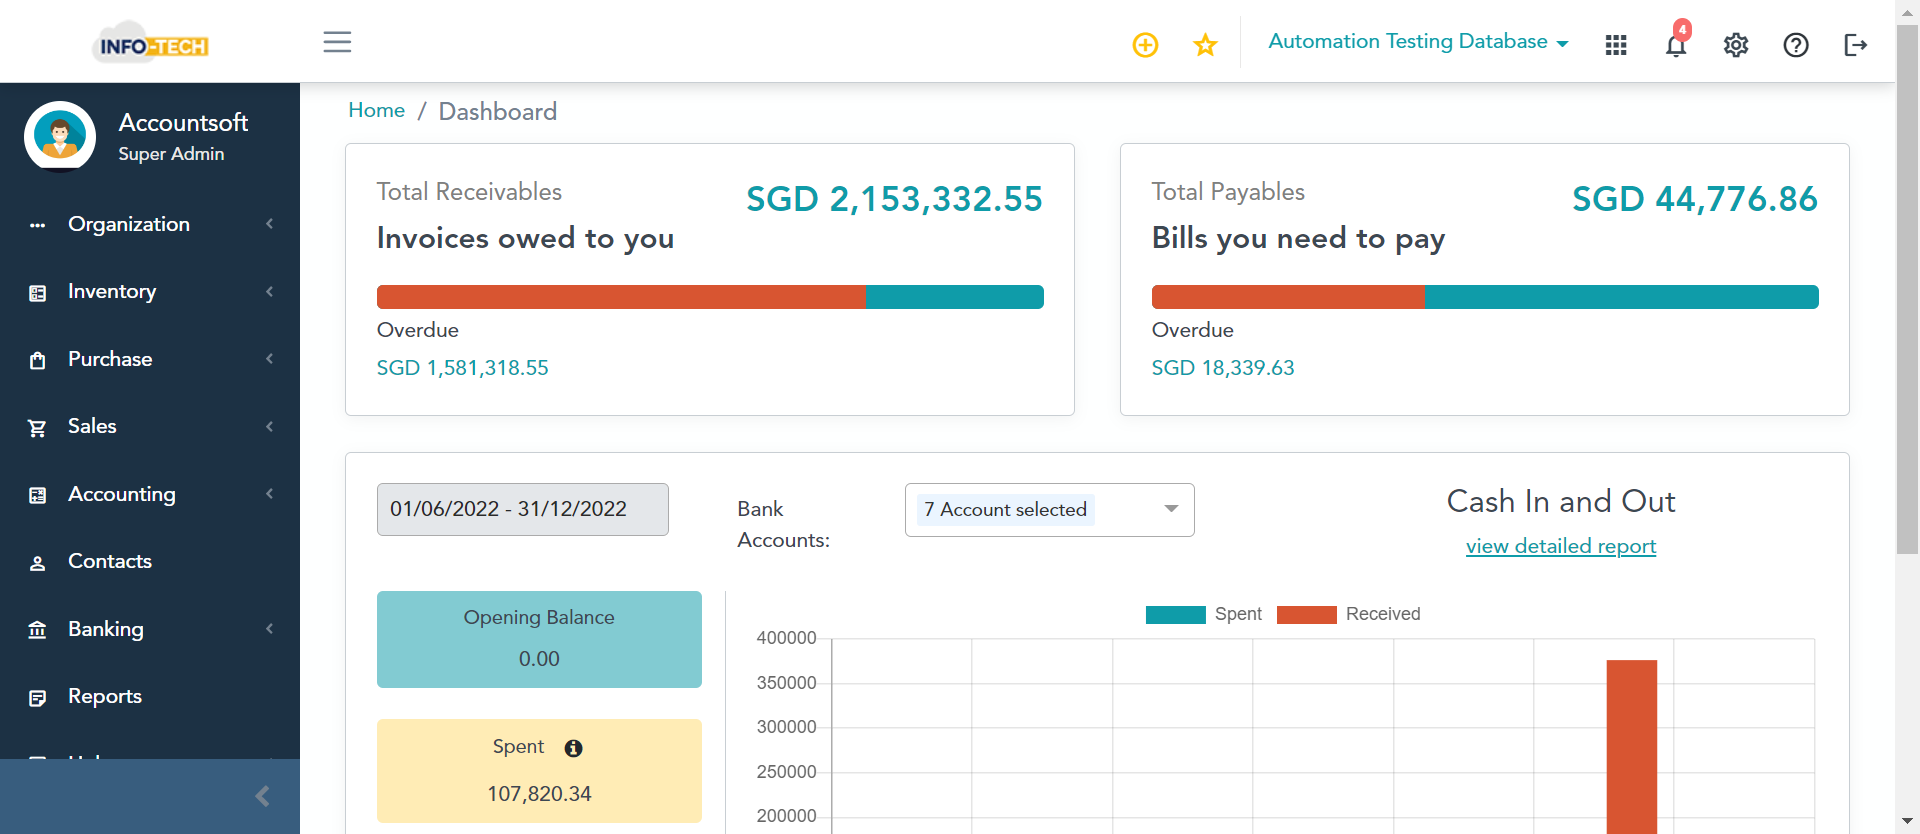 INFO-TECH
Automation Testing Database
4
Accountsoft
Super Admin
Organization
Inventory
Purchase
Sales
Accounting
Contacts
Banking
Reports
Home / Dashboard
Total Receivables
SGD 2,153,332.55
Invoices owed to you
Overdue
SGD 1,581,318.55
Total Payables
SGD 44,776.86
Bills you need to pay
Overdue
SGD 18,339.63
01/06/2022 - 31/12/2022
Bank
Accounts:
7 Account selected
Cash In and Out
view detailed report
Opening Balance
0.00
Spent
107,820.34
Spent
Received
400000
350000
300000
250000
200000